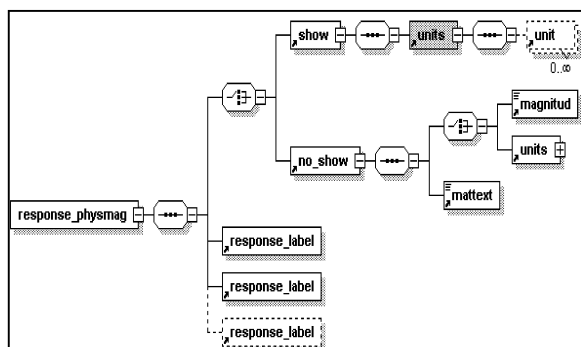 show
units
unit
0..∞
magnitud
units
no_show
mattext
response_physmag
response_label
response_label
response_label